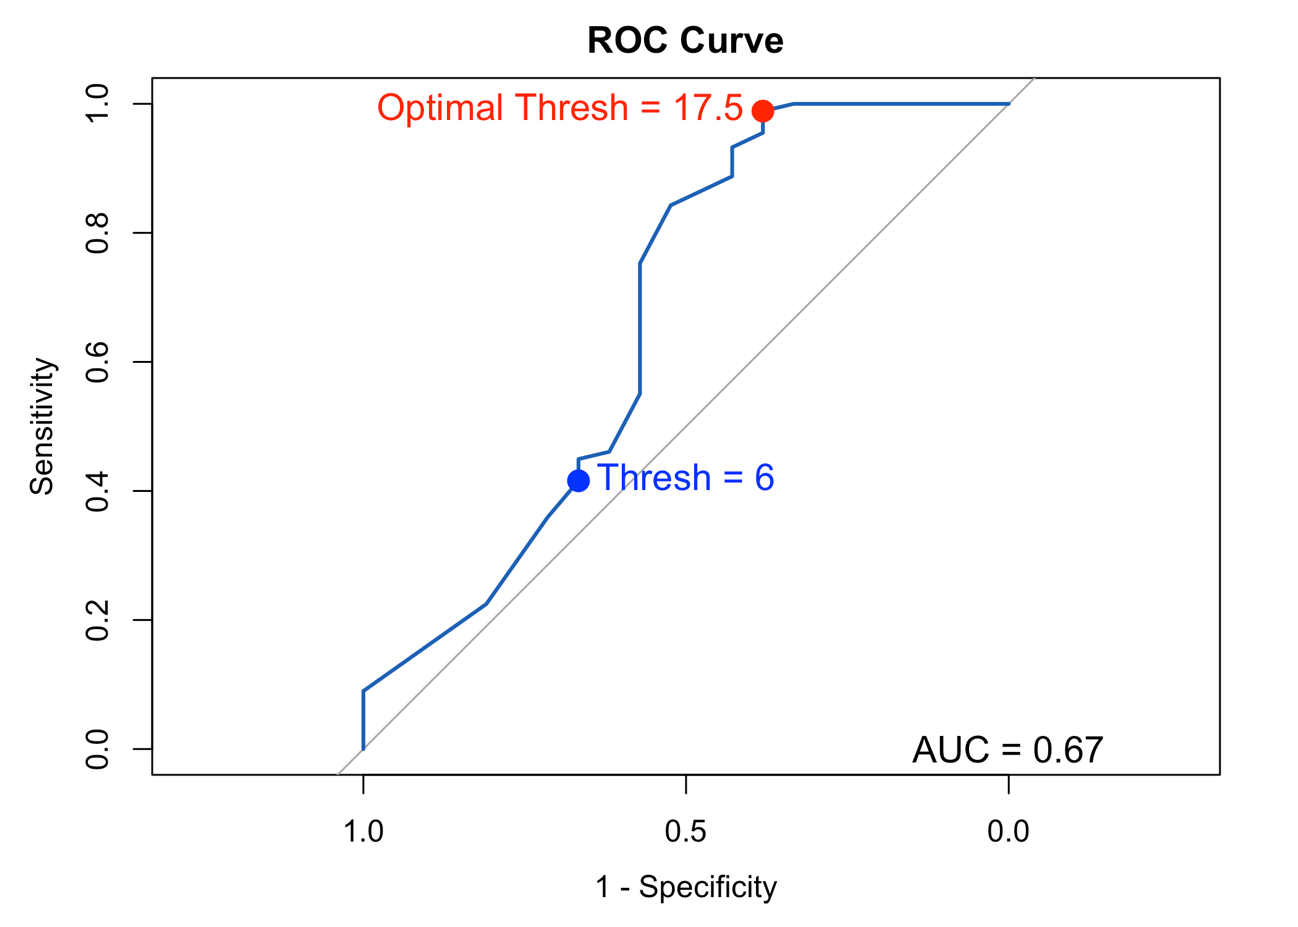 ROC Curve
Optimal Thresh = 17.5
Thresh = 6
AUC = 0.67
Sensitivity
1.0
0.8
0.6
0.4
0.2
0.0
1.0 0.5 0.0
1 - Specificity